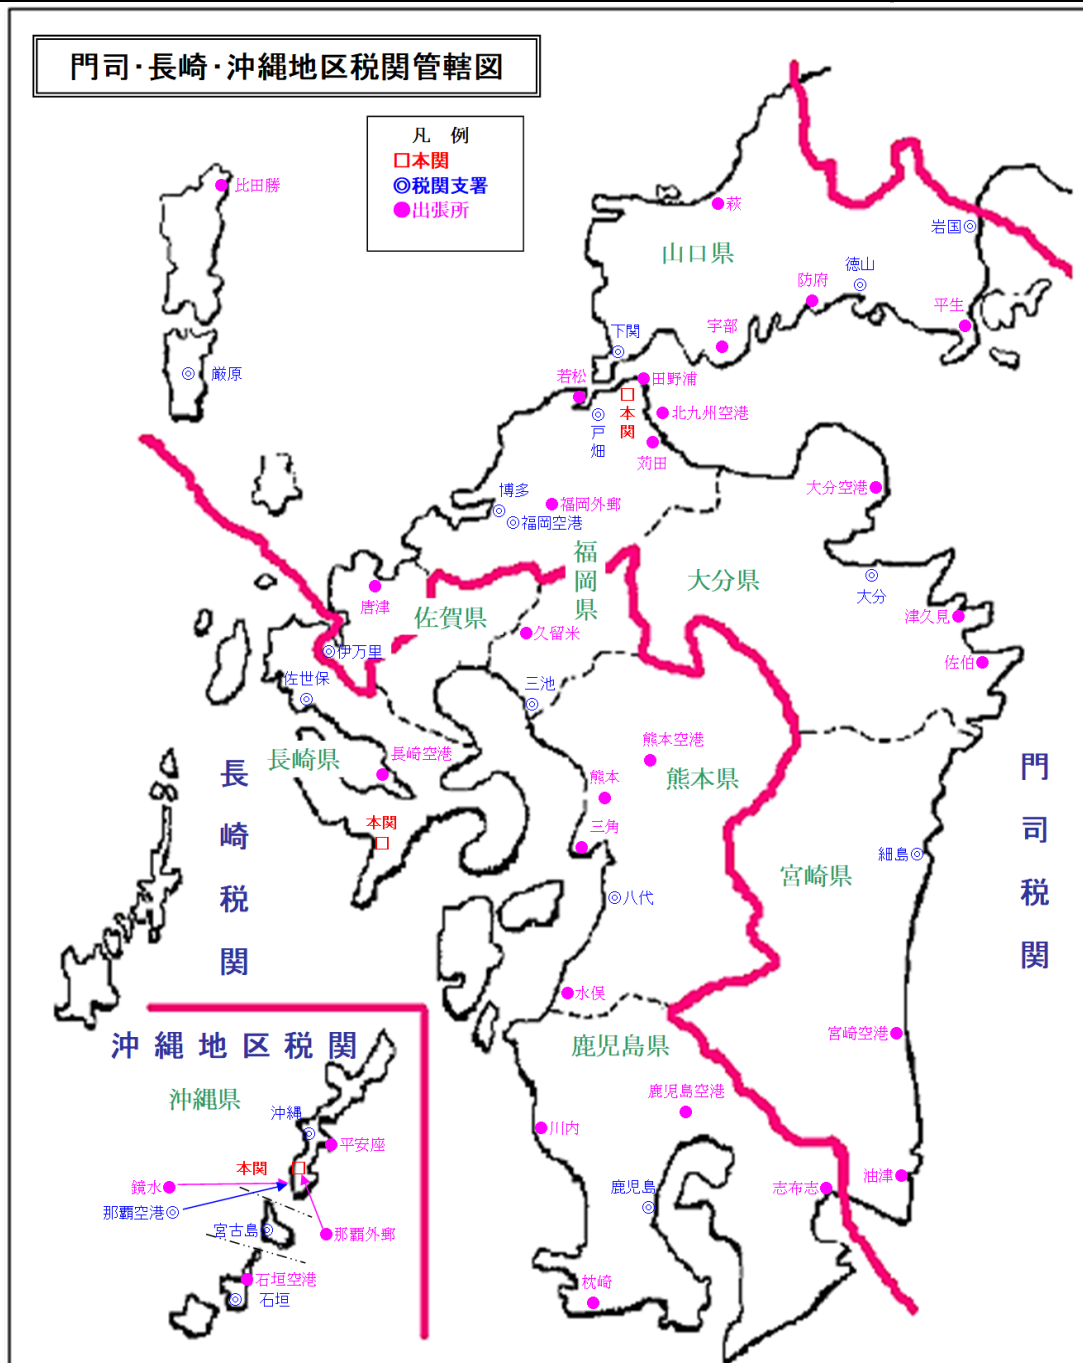 門司・長崎・沖縄地区税関管轄図
凡 例
□本関
◎税関支署
●出張所
比田勝
厳原
萩
山口県
岩国
徳山
防府
平生
宇部
下関
若松
田野浦
本関
北九州空港
戸畑
苅田
博多
福岡外郵
福岡空港
大分空港
福岡県
大分県
大分
唐津
佐賀県
久留米
津久見
佐伯
伊万里
佐世保
三池
長崎県
長崎空港
熊本空港
熊本県
熊本
本関
三角
長崎税関
門司税関
細島
宮崎県
八代
水俣
宮崎空港
鹿児島県
鹿児島空港
川内
沖縄地区税関
沖縄県
沖縄
平安座
本関
鏡水
那覇空港
宮古島
那覇外郵
石垣空港
石垣
鹿児島
志布志
油津
枕崎